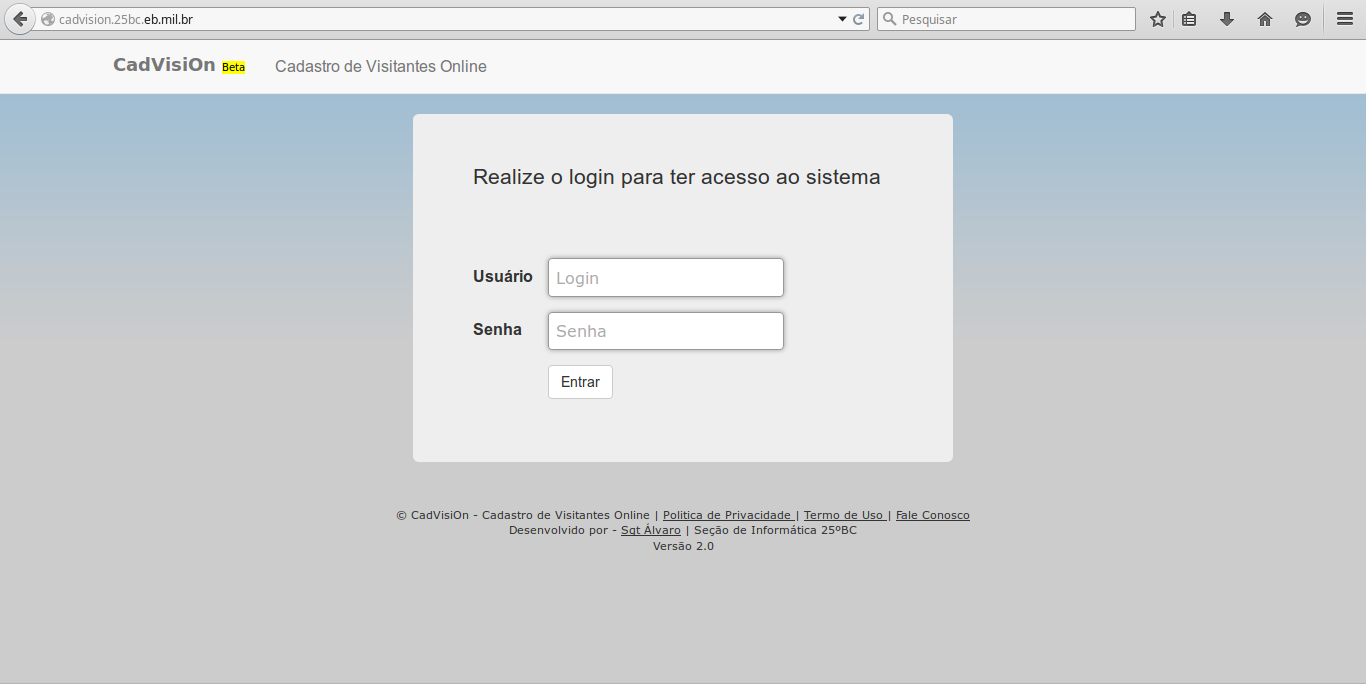 cadvision.25bc.eb.mil.br
Pesquisar
CadVisiOn Beta Cadastro de Visitantes Online
Realize o login para ter acesso ao sistema
Usuário Login
Senha Senha
Entrar
© CadVisiOn - Cadastro de Visitantes Online | Politica de Privacidade | Termo de Uso | Fale Conosco
Desenvolvido por - Sgt Álvaro | Seção de Informática 25ºBC
Versão 2.0